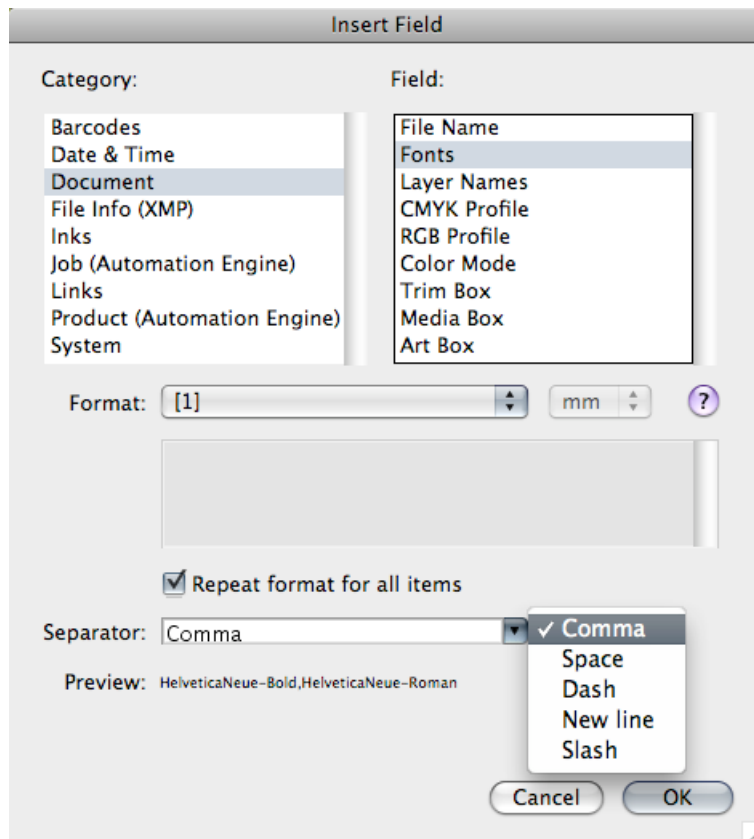 Insert Field
Category:
Barcodes
Date & Time
Document
File Info (XMP)
Inks
Job (Automation Engine)
Links
Product (Automation Engine)
System
Field:
File Name
Fonts
Layer Names
CMYK Profile
RGB Profile
Color Mode
Trim Box
Media Box
Art Box
Format: [1] mm ?
Repeat format for all items
Separator: Comma
✓ Comma
Space
Dash
New line
Slash
Preview: HelveticaNeue-Bold,HelveticaNeue-Roman
Cancel OK